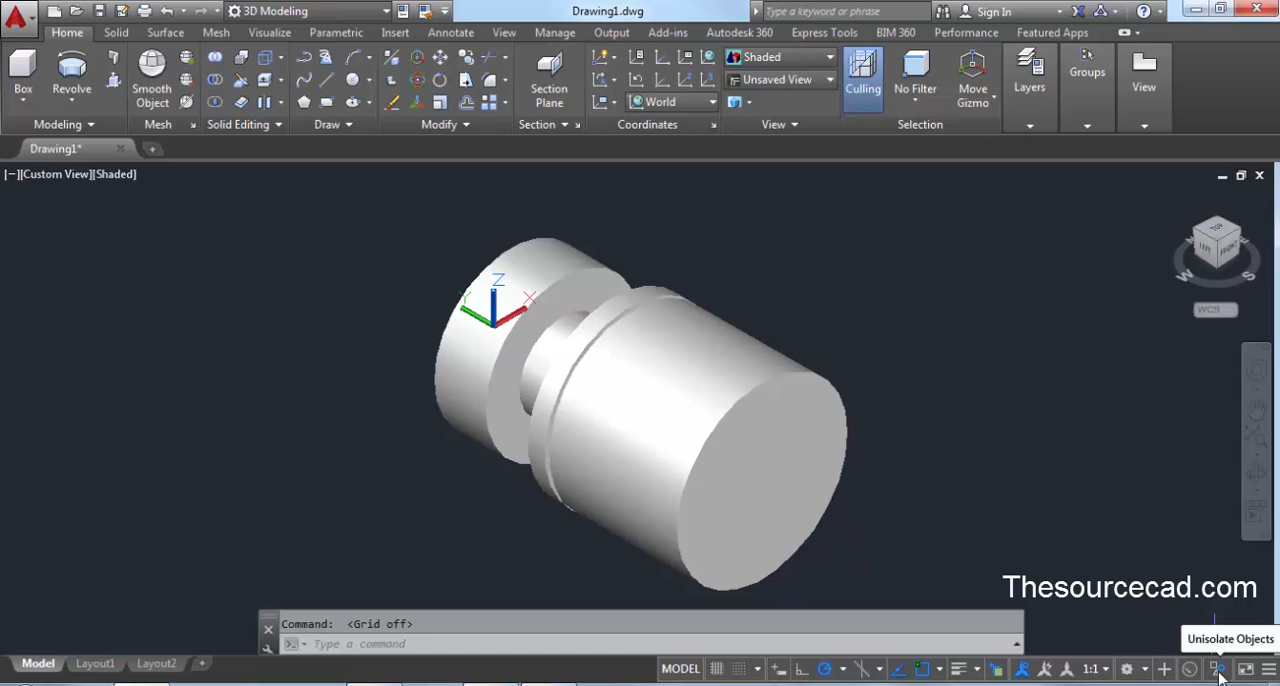 3D Modeling
Drawing1.dwg
Type a keyword or phrase
Sign In
Home Solid Surface Mesh Visualize Parametric Insert Annotate View Manage Output Add-ins Autodesk 360 Express Tools BIM 360 Performance Featured Apps
Box
Revolve
Smooth
Object
Section
Plane
Shaded
Unsaved View
World
Culling
No Filter
Move
Gizmo
Layers
Groups
View
Modeling Mesh Solid Editing Draw Modify Section Coordinates View Selection
Drawing1*
[−][Custom View][Shaded]
TOP
LEFT
FRONT
W
S
WCS
Z
Y
X
Thesourcecad.com
Command: <Grid off>
Type a command
Unisolate Objects
Model Layout1 Layout2 +
MODEL
1:1